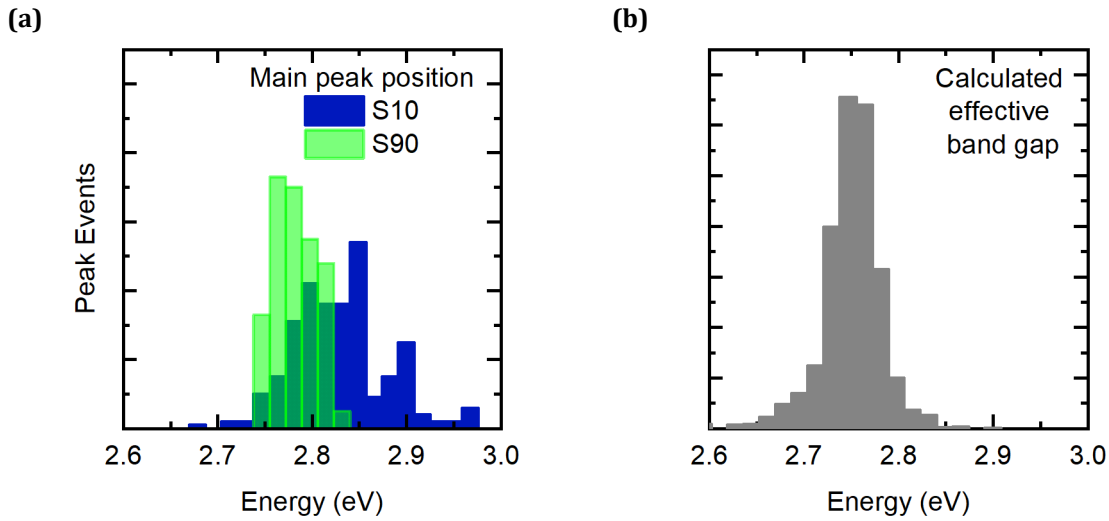 (a)
Main peak position
S10
S90
Peak Events
2.6 2.7 2.8 2.9 3.0
Energy (eV)
(b)
Calculated
effective
band gap
2.6 2.7 2.8 2.9 3.0
Energy (eV)